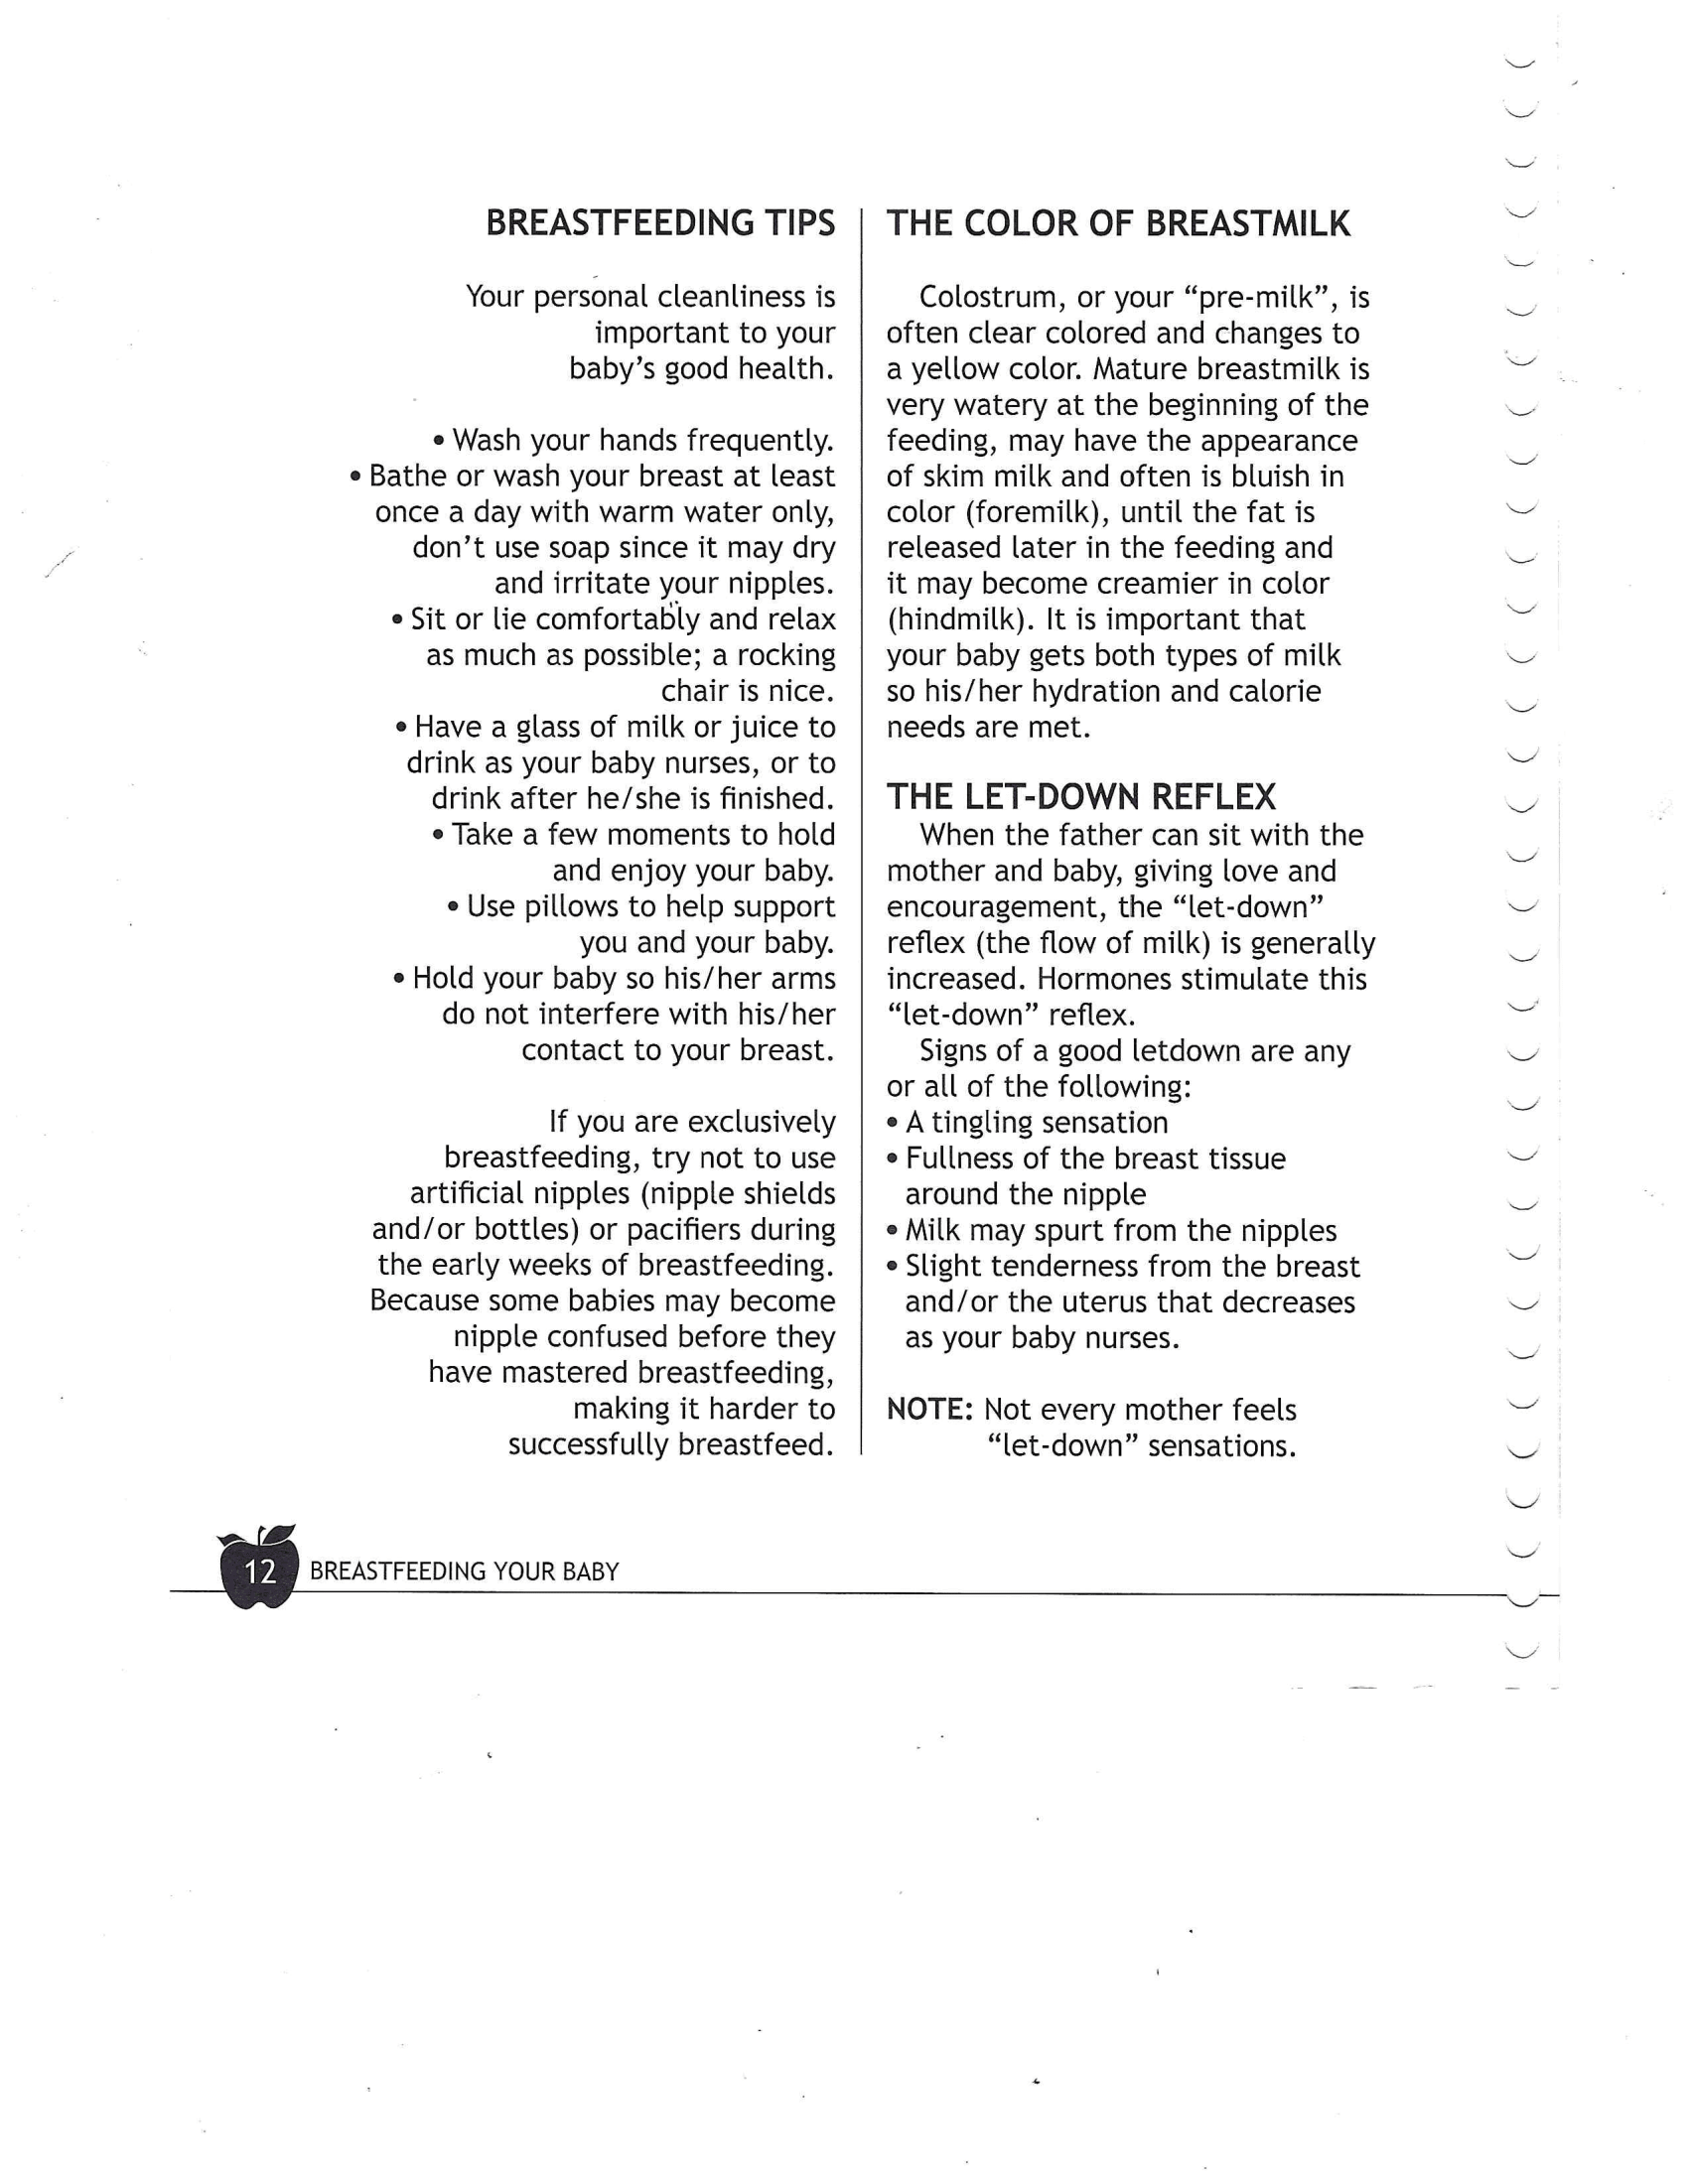 BREASTFEEDING TIPS
Your personal cleanliness is
important to your
baby's good health.
• Wash your hands frequently.
• Bathe or wash your breast at least
once a day with warm water only,
don't use soap since it may dry
and irritate your nipples.
• Sit or lie comfortably and relax
as much as possible; a rocking
chair is nice.
• Have a glass of milk or juice to
drink as your baby nurses, or to
drink after he/she is finished.
• Take a few moments to hold
and enjoy your baby.
• Use pillows to help support
you and your baby.
• Hold your baby so his/her arms
do not interfere with his/her
contact to your breast.
If you are exclusively
breastfeeding, try not to use
artificial nipples (nipple shields
and/or bottles) or pacifiers during
the early weeks of breastfeeding.
Because some babies may become
nipple confused before they
have mastered breastfeeding,
making it harder to
successfully breastfeed.
THE COLOR OF BREASTMILK
Colostrum, or your “pre-milk”, is
often clear colored and changes to
a yellow color. Mature breastmilk is
very watery at the beginning of the
feeding, may have the appearance
of skim milk and often is bluish in
color (foremilk), until the fat is
released later in the feeding and
it may become creamier in color
(hindmilk). It is important that
your baby gets both types of milk
so his/her hydration and calorie
needs are met.
THE LET-DOWN REFLEX
When the father can sit with the
mother and baby, giving love and
encouragement, the “let-down”
reflex (the flow of milk) is generally
increased. Hormones stimulate this
“let-down” reflex.
Signs of a good letdown are any
or all of the following:
• A tingling sensation
• Fullness of the breast tissue
around the nipple
• Milk may spurt from the nipples
• Slight tenderness from the breast
and/or the uterus that decreases
as your baby nurses.
NOTE: Not every mother feels
“let-down” sensations.
12 BREASTFEEDING YOUR BABY